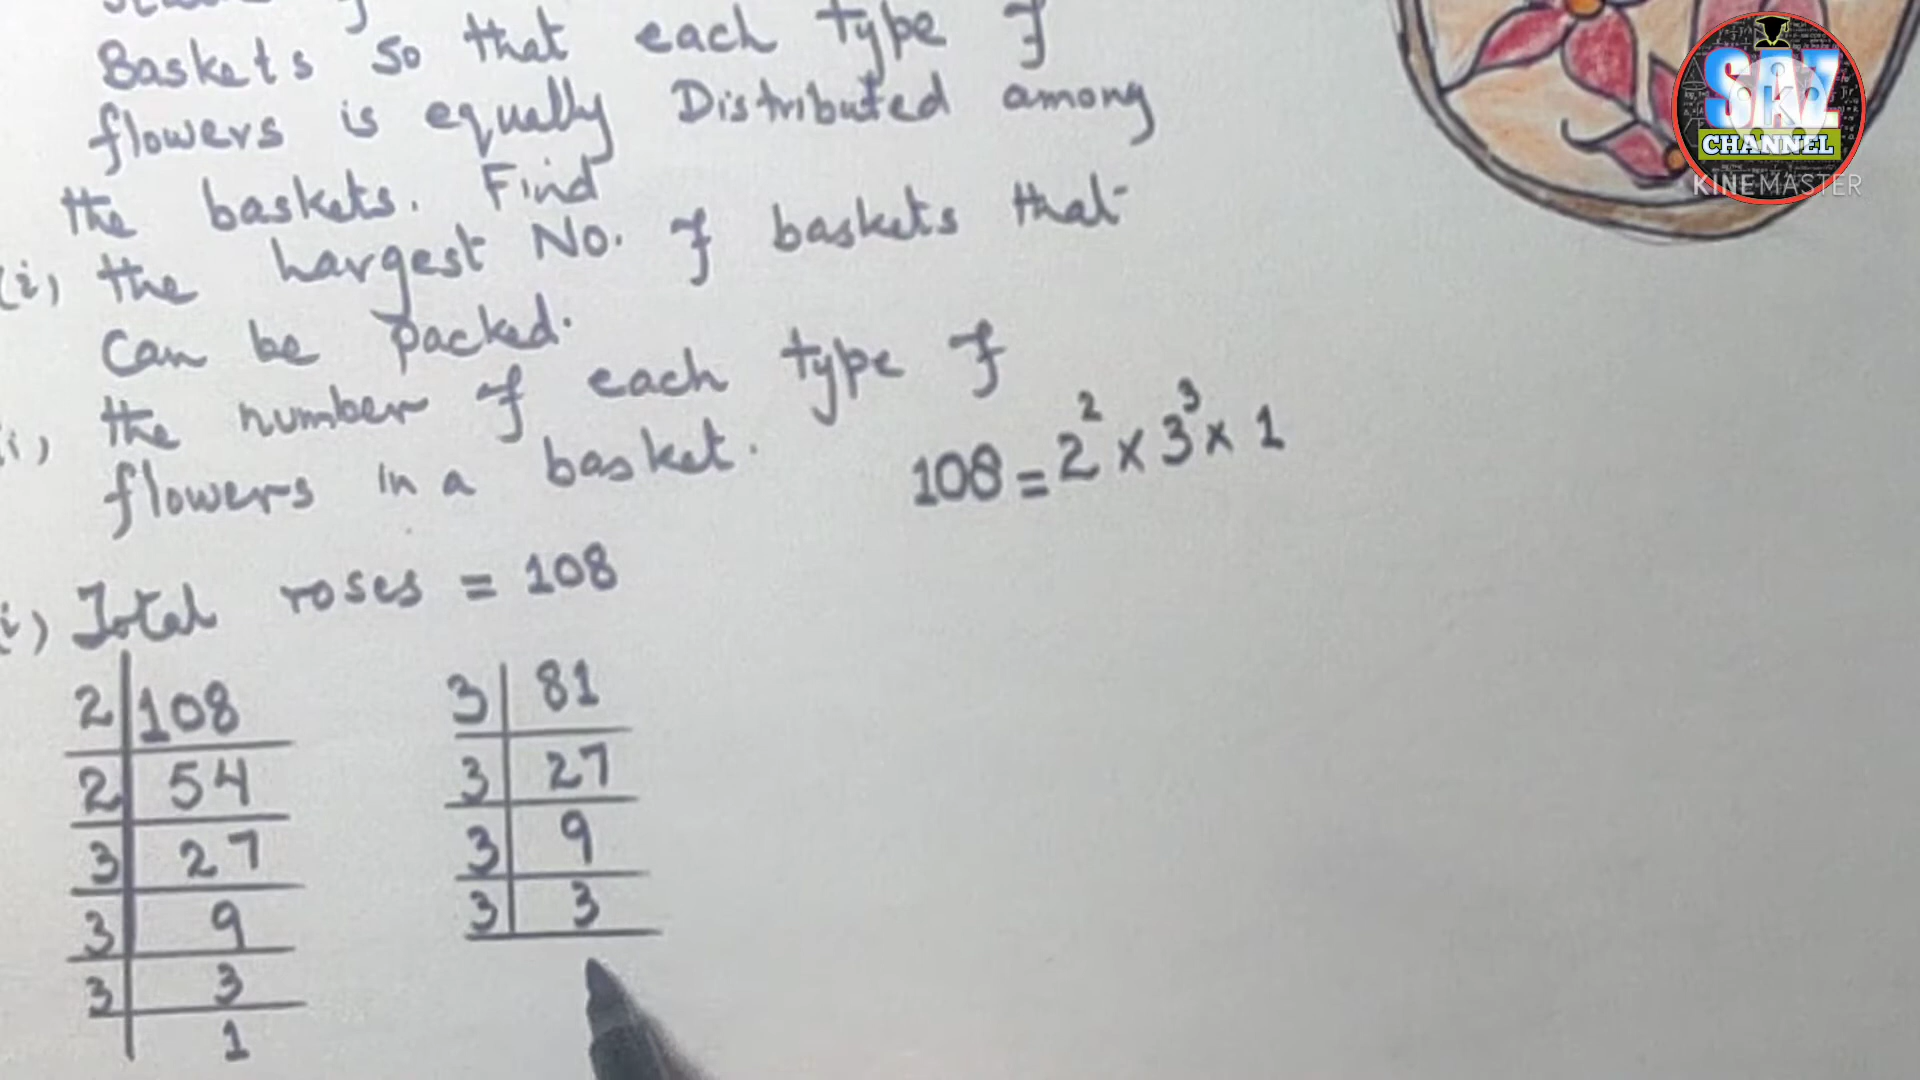 Baskets so that each type of
flowers is equally Distributed among
the baskets. Find
(i) the largest No. of baskets that
can be packed.
the number of each type of
flowers in a basket.
108 = 2² × 3³ × 1
Total roses = 108
2 | 108
2 | 54
3 | 27
3 | 9
3 | 3
1
3 | 81
3 | 27
3 | 9
3 | 3
SAZ
CHANNEL
KINEMASTER